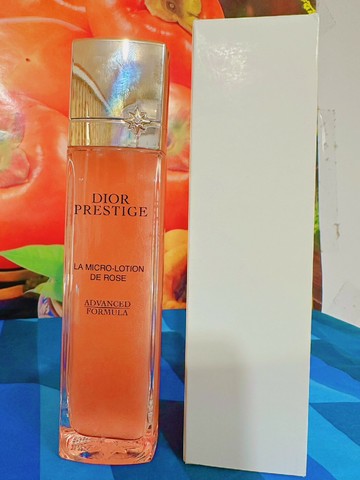 DIOR
PRESTIGE
LA MICRO-LOTION
DE ROSE
ADVANCED
FORMULA